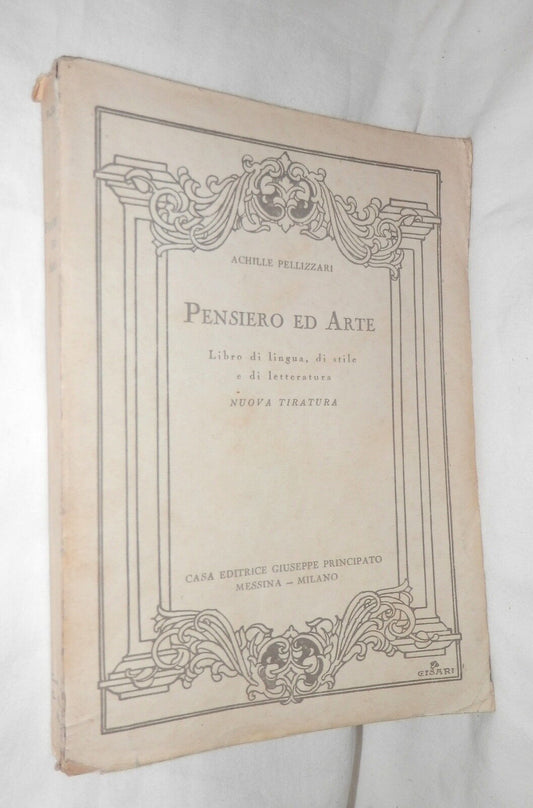 ACHILLE PELLIZZARI
PENSIERO ED ARTE
Libro di lingua, di stile
e di letteratura
NUOVA TIRATURA
CASA EDITRICE GIUSEPPE PRINCIPATO
MESSINA – MILANO
GISARI